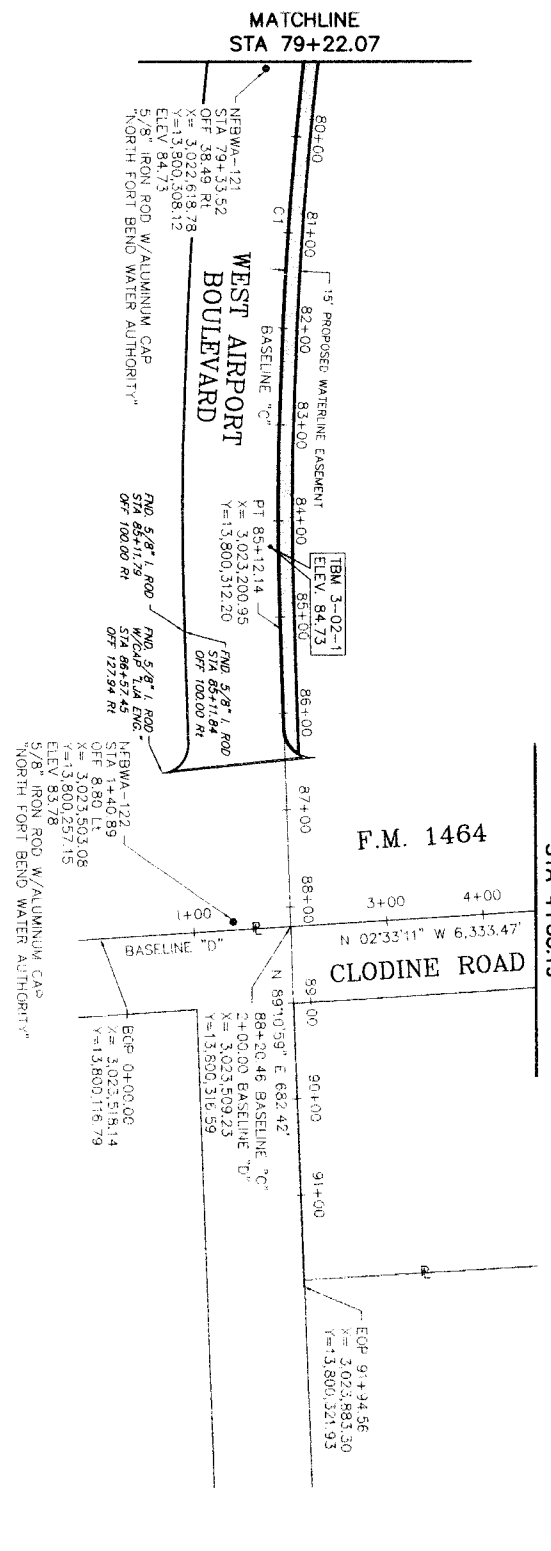 MATCHLINE
STA 79+22.07
NFBWA-121
STA 79+33.52
OFF 38.49 Rt
X= 3,022,618.78
Y=13,800,308.12
ELEV 84.73
5/8" IRON ROD W/ALUMINUM CAP
"NORTH FORT BEND WATER AUTHORITY"
80+00
81+00
82+00
83+00
84+00
85+00
86+00
87+00
88+00
89+00
90+00
91+00
C1
15' PROPOSED WATERLINE EASEMENT
WEST AIRPORT
BOULEVARD
BASELINE "C"
TBM 3-02-1
ELEV. 84.73
PT 85+12.14
X= 3,023,200.95
Y=13,800,312.20
FND. 5/8" I. ROD
STA 85+11.79
OFF 100.00 Rt
FND. 5/8" I. ROD
STA 85+11.84
OFF 100.00 Rt
FND. 5/8" I. ROD
W/CAP "LJA ENG."
STA 86+57.45
OFF 127.94 Rt
NFBWA-122
STA 1+40.89
OFF 8.80 Lt
X= 3,023,503.08
Y=13,800,257.15
ELEV 83.78
5/8" IRON ROD W/ALUMINUM CAP
"NORTH FORT BEND WATER AUTHORITY"
F.M. 1464
1+00
3+00
4+00
BASELINE "D"
N 02°33'11" W 6,333.47'
CLODINE ROAD
N 89°10'59" E 682.42'
88+20.46 BASELINE "C"
2+00.00 BASELINE "D"
X= 3,023,509.23
Y=13,800,316.59
BOP 0+00.00
X= 3,023,518.14
Y=13,800,116.79
EOP 91+94.56
X= 3,023,883.30
Y=13,800,321.93